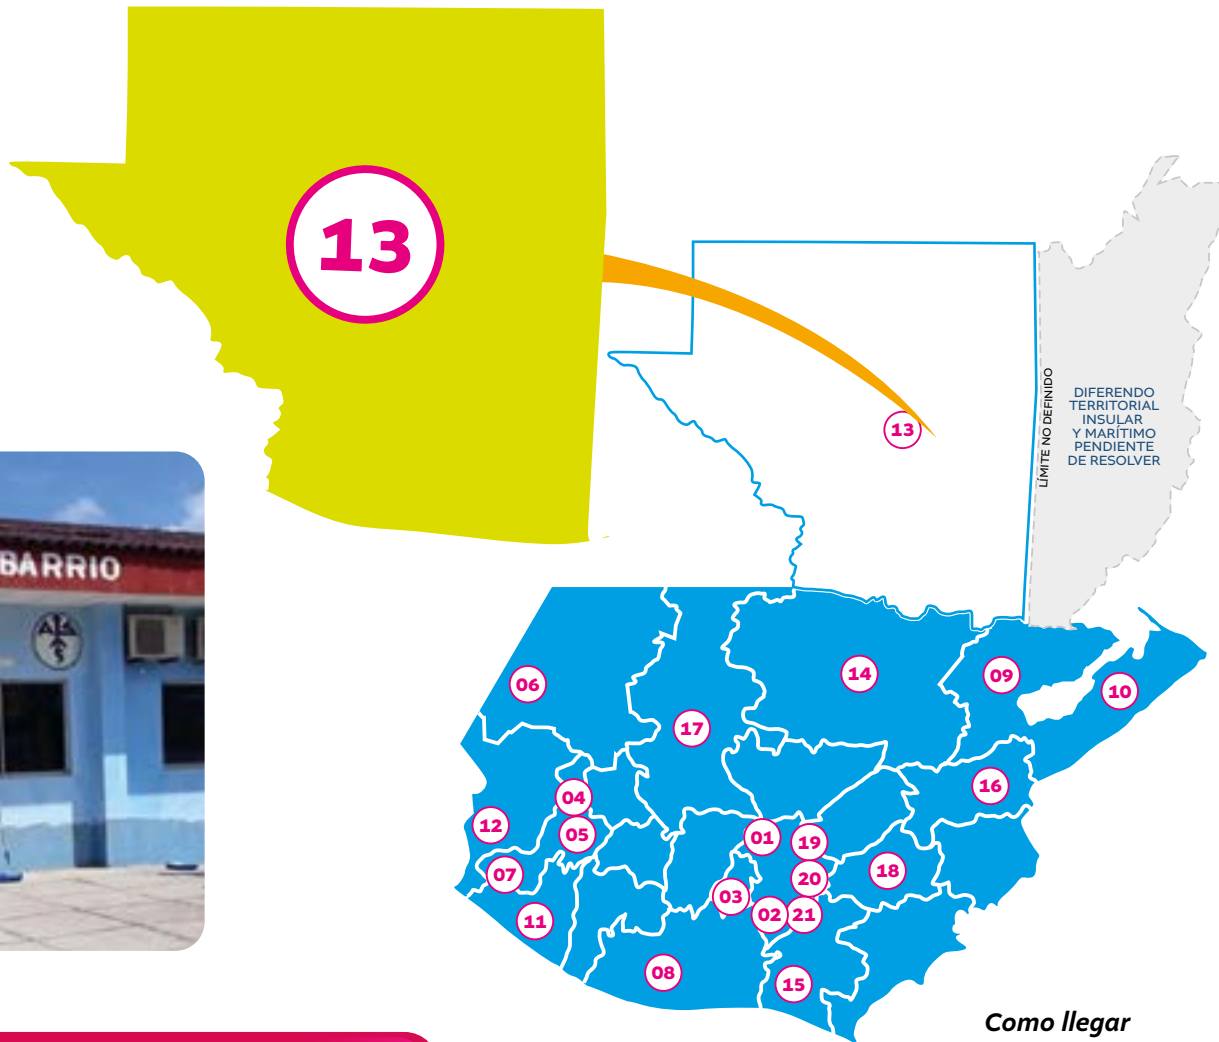 13
13
LÍMITE NO DEFINIDO
DIFERENDO
TERRITORIAL
INSULAR
Y MARÍTIMO
PENDIENTE
DE RESOLVER
BARRIO
06
14
09
10
17
16
04
12
05
01
19
07
18
20
03
02
21
11
08
15
Como llegar